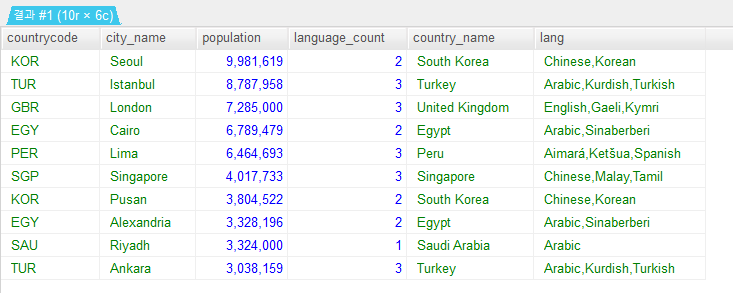 결과 #1 (10r × 6c)
countrycode city_name population language_count country_name lang
KOR Seoul 9,981,619 2 South Korea Chinese,Korean
TUR Istanbul 8,787,958 3 Turkey Arabic,Kurdish,Turkish
GBR London 7,285,000 3 United Kingdom English,Gaeli,Kymri
EGY Cairo 6,789,479 2 Egypt Arabic,Sinaberberi
PER Lima 6,464,693 3 Peru Aimará,Ketšua,Spanish
SGP Singapore 4,017,733 3 Singapore Chinese,Malay,Tamil
KOR Pusan 3,804,522 2 South Korea Chinese,Korean
EGY Alexandria 3,328,196 2 Egypt Arabic,Sinaberberi
SAU Riyadh 3,324,000 1 Saudi Arabia Arabic
TUR Ankara 3,038,159 3 Turkey Arabic,Kurdish,Turkish